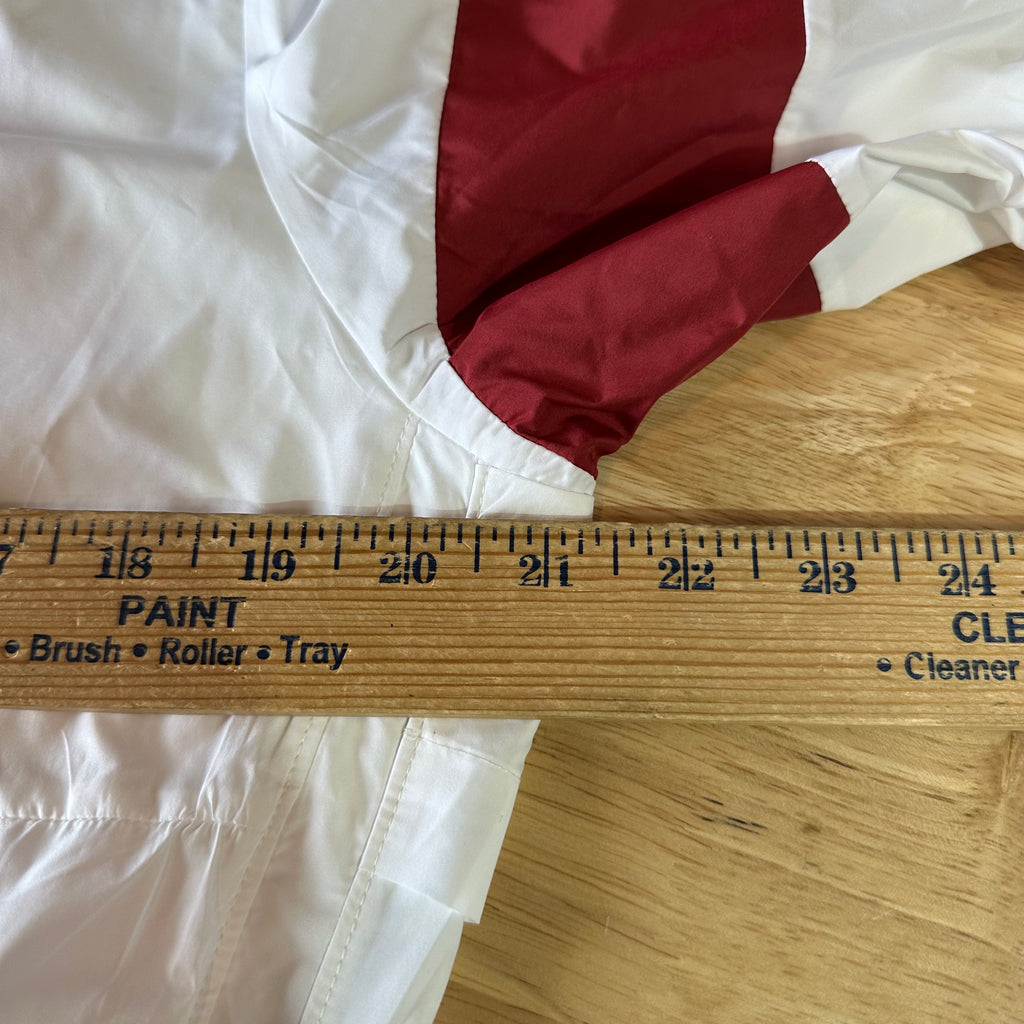 7 18 19 20 21 22 23 24
PAINT CLE
• Brush • Roller • Tray • Cleaner